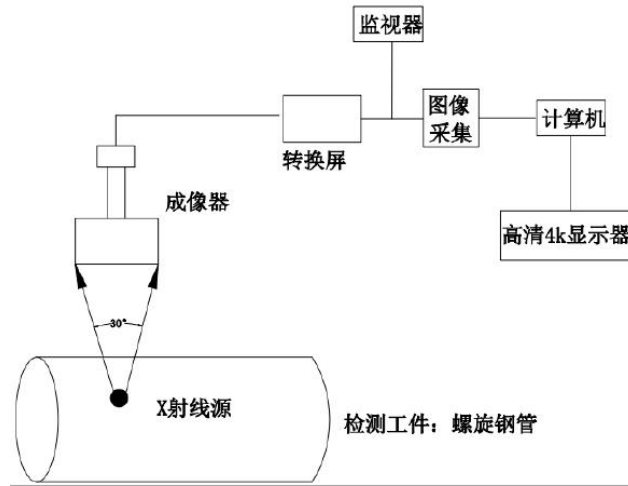 监视器
图像
采集
计算机
转换屏
成像器
高清4k显示器
30°
X射线源
检测工件：螺旋钢管